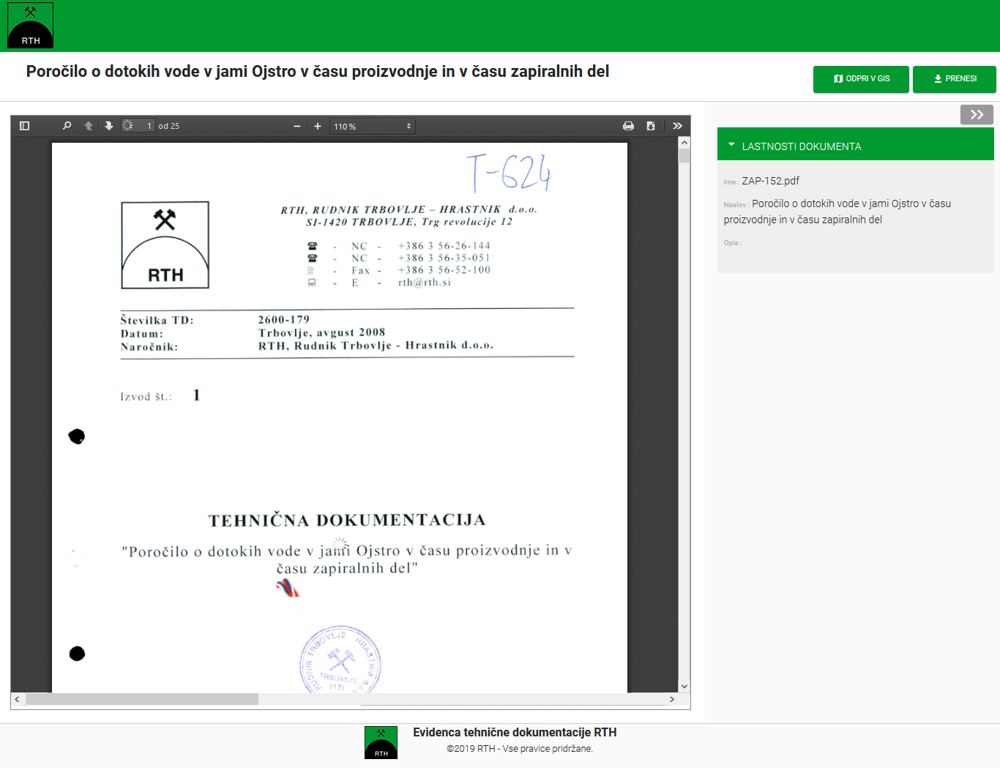 RTH
Poročilo o dotokih vode v jami Ojstro v času proizvodnje in v času zapiralnih del
ODPRI V GIS
PRENESI
1 od 25
110 %
T-624
RTH
RTH, RUDNIK TRBOVLJE – HRASTNIK d.o.o.
SI-1420 TRBOVLJE, Trg revolucije 12
- NC - +386 3 56-26-144
- NC - +386 3 56-35-051
- Fax - +386 3 56-52-100
- E - rth@rth.si
Številka TD: 2600-179
Datum: Trbovlje, avgust 2008
Naročnik: RTH, Rudnik Trbovlje - Hrastnik d.o.o.
Izvod št.: 1
TEHNIČNA DOKUMENTACIJA
"Poročilo o dotokih vode v jami Ojstro v času proizvodnje in v
času zapiralnih del"
RUDNIK TRBOVLJE HRASTNIK d.o.o.
TRBOVLJE
(17)
LASTNOSTI DOKUMENTA
Ime : ZAP-152.pdf
Naslov : Poročilo o dotokih vode v jami Ojstro v času
proizvodnje in v času zapiralnih del
Opis :
RTH
Evidenca tehnične dokumentacije RTH
©2019 RTH - Vse pravice pridržane.